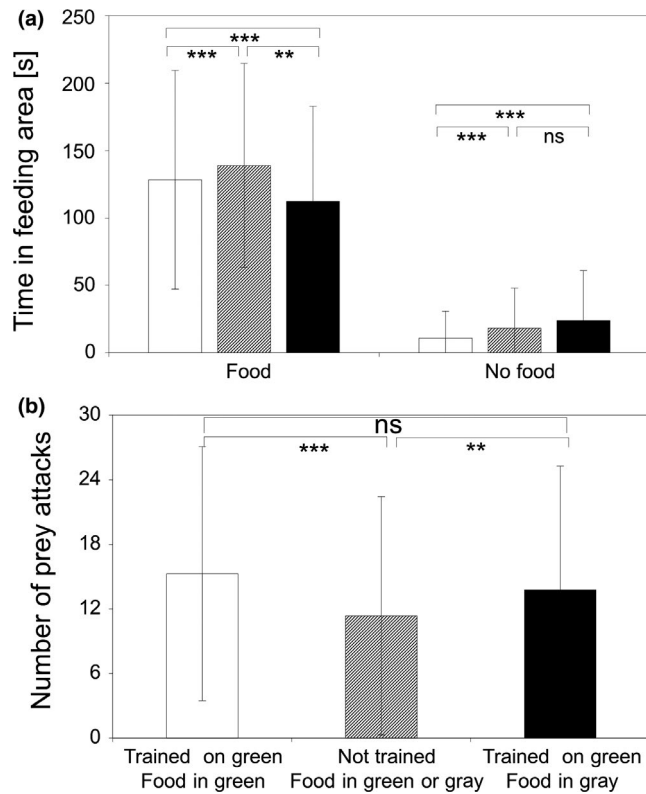 (a)
250
200
150
100
50
0
Time in feeding area [s]
***
*** **
***
*** ns
Food No food
(b)
30
24
18
12
6
0
Number of prey attacks
ns
*** **
Trained on green Not trained Trained on green
Food in green Food in green or gray Food in gray